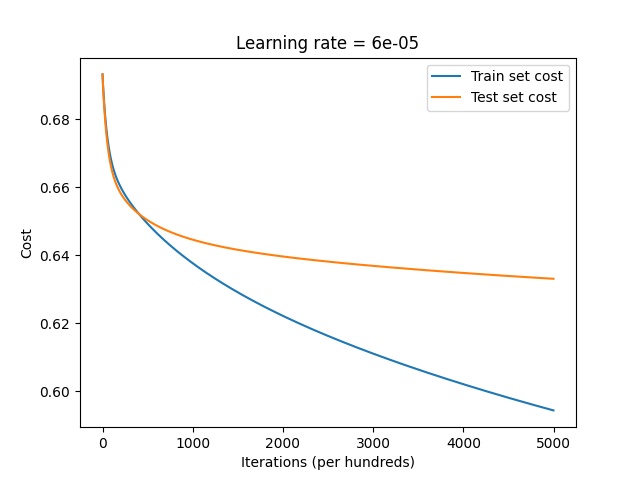 Learning rate = 6e-05
Train set cost
Test set cost
0.68
0.66
0.64
0.62
0.60
Cost
0 1000 2000 3000 4000 5000
Iterations (per hundreds)